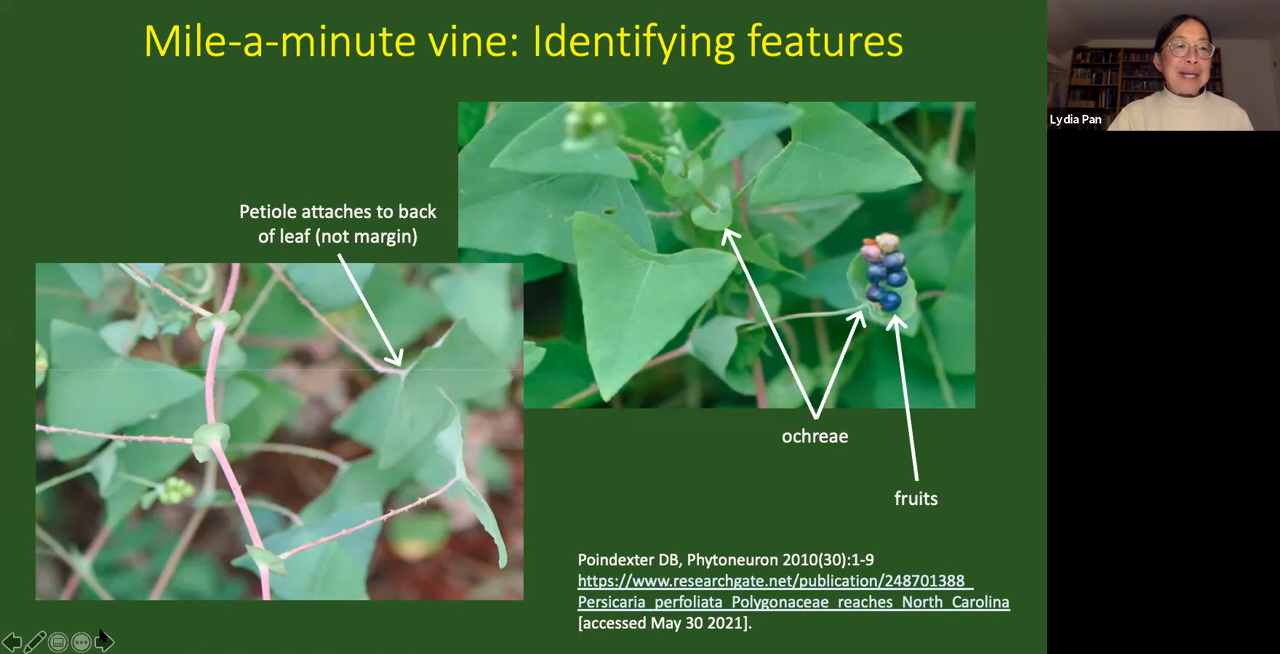 Mile-a-minute vine: Identifying features
Lydia Pan
Petiole attaches to back
of leaf (not margin)
ochreae
fruits
Poindexter DB, Phytoneuron 2010(30):1-9
https://www.researchgate.net/publication/248701388_
Persicaria_perfoliata_Polygonaceae_reaches_North_Carolina
[accessed May 30 2021].